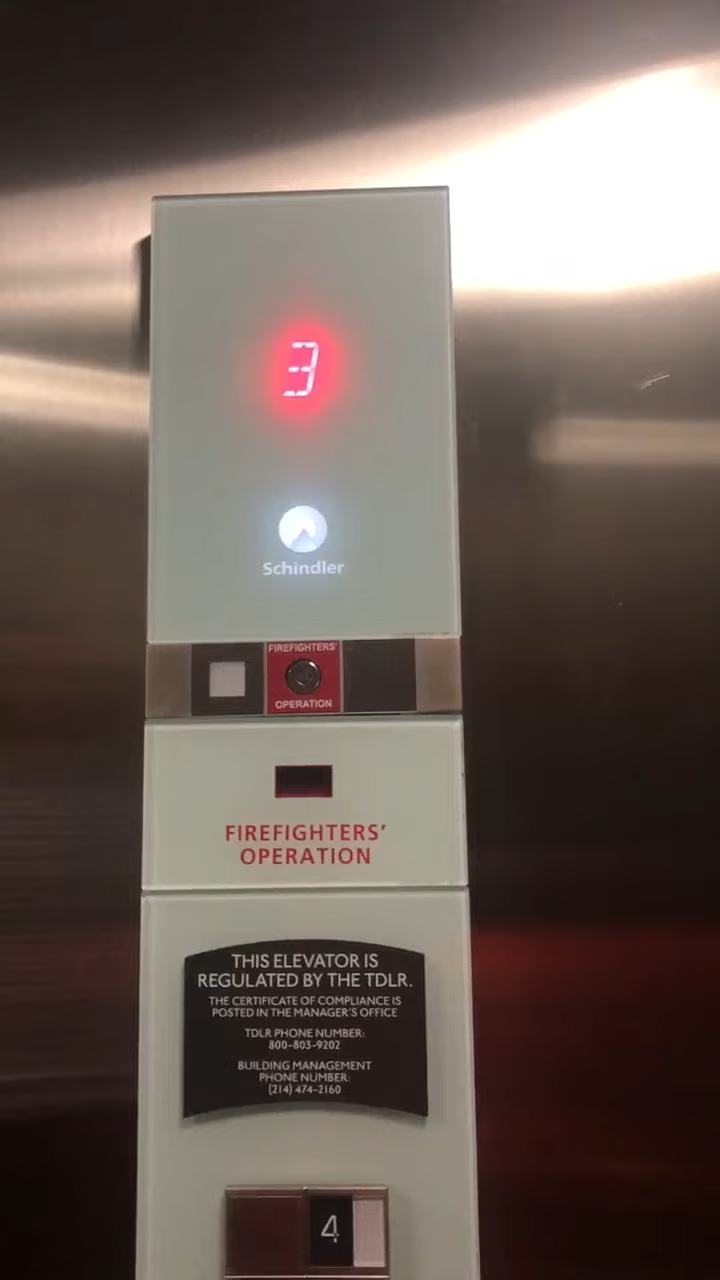 3
Schindler
FIREFIGHTERS'
OPERATION
FIREFIGHTERS'
OPERATION
THIS ELEVATOR IS
REGULATED BY THE TDLR.
THE CERTIFICATE OF COMPLIANCE IS
POSTED IN THE MANAGER'S OFFICE
TDLR PHONE NUMBER:
800-803-9202
BUILDING MANAGEMENT
PHONE NUMBER:
(214) 474-2160
4